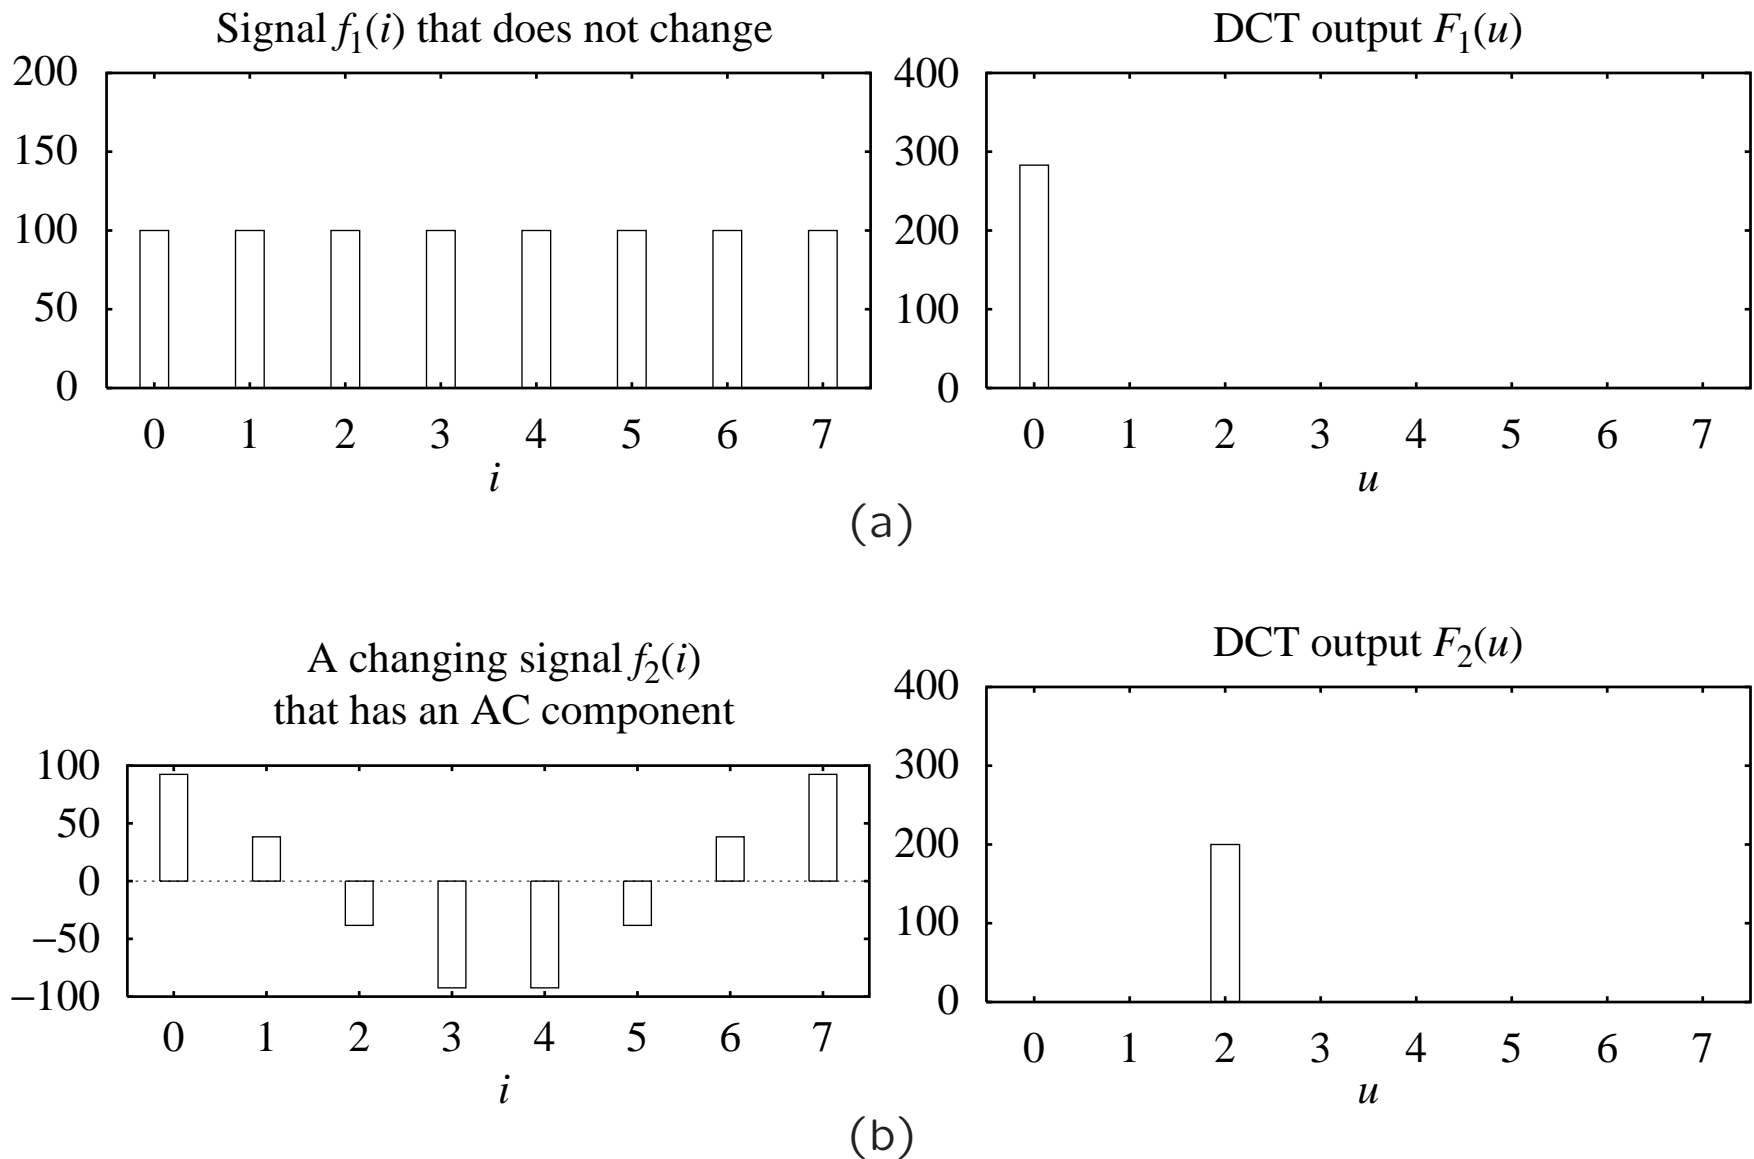 Signal f1(i) that does not change
200
150
100
50
0
0 1 2 3 4 5 6 7
i
DCT output F1(u)
400
300
200
100
0
0 1 2 3 4 5 6 7
u
(a)
A changing signal f2(i)
that has an AC component
100
50
0
−50
−100
0 1 2 3 4 5 6 7
i
DCT output F2(u)
400
300
200
100
0
0 1 2 3 4 5 6 7
u
(b)